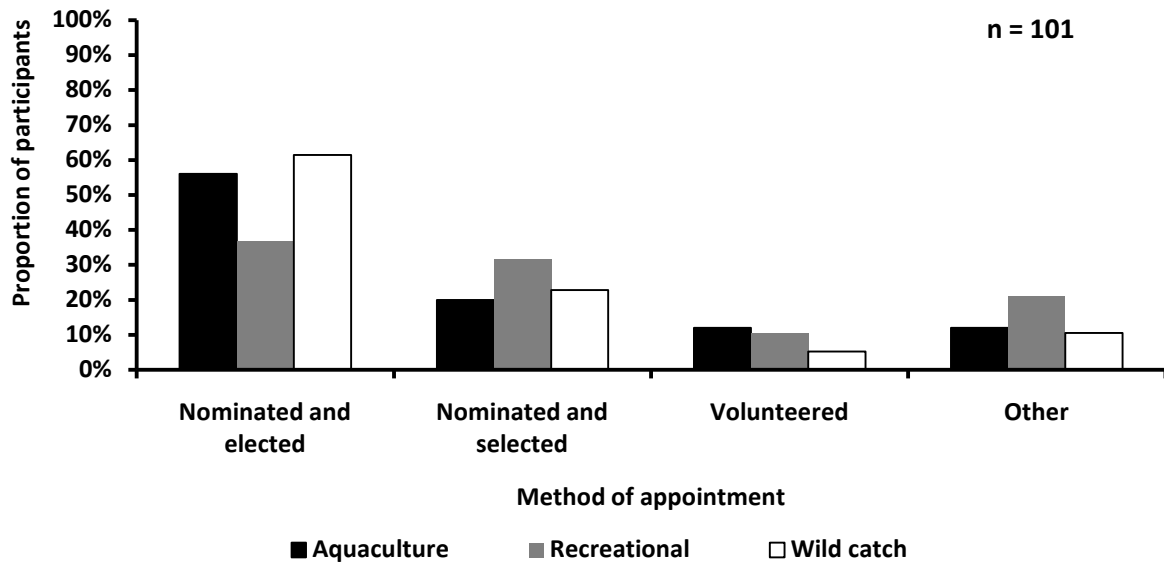 n = 101
Proportion of participants
100%
90%
80%
70%
60%
50%
40%
30%
20%
10%
0%
Nominated and
elected
Nominated and
selected
Volunteered
Other
Method of appointment
Aquaculture
Recreational
Wild catch